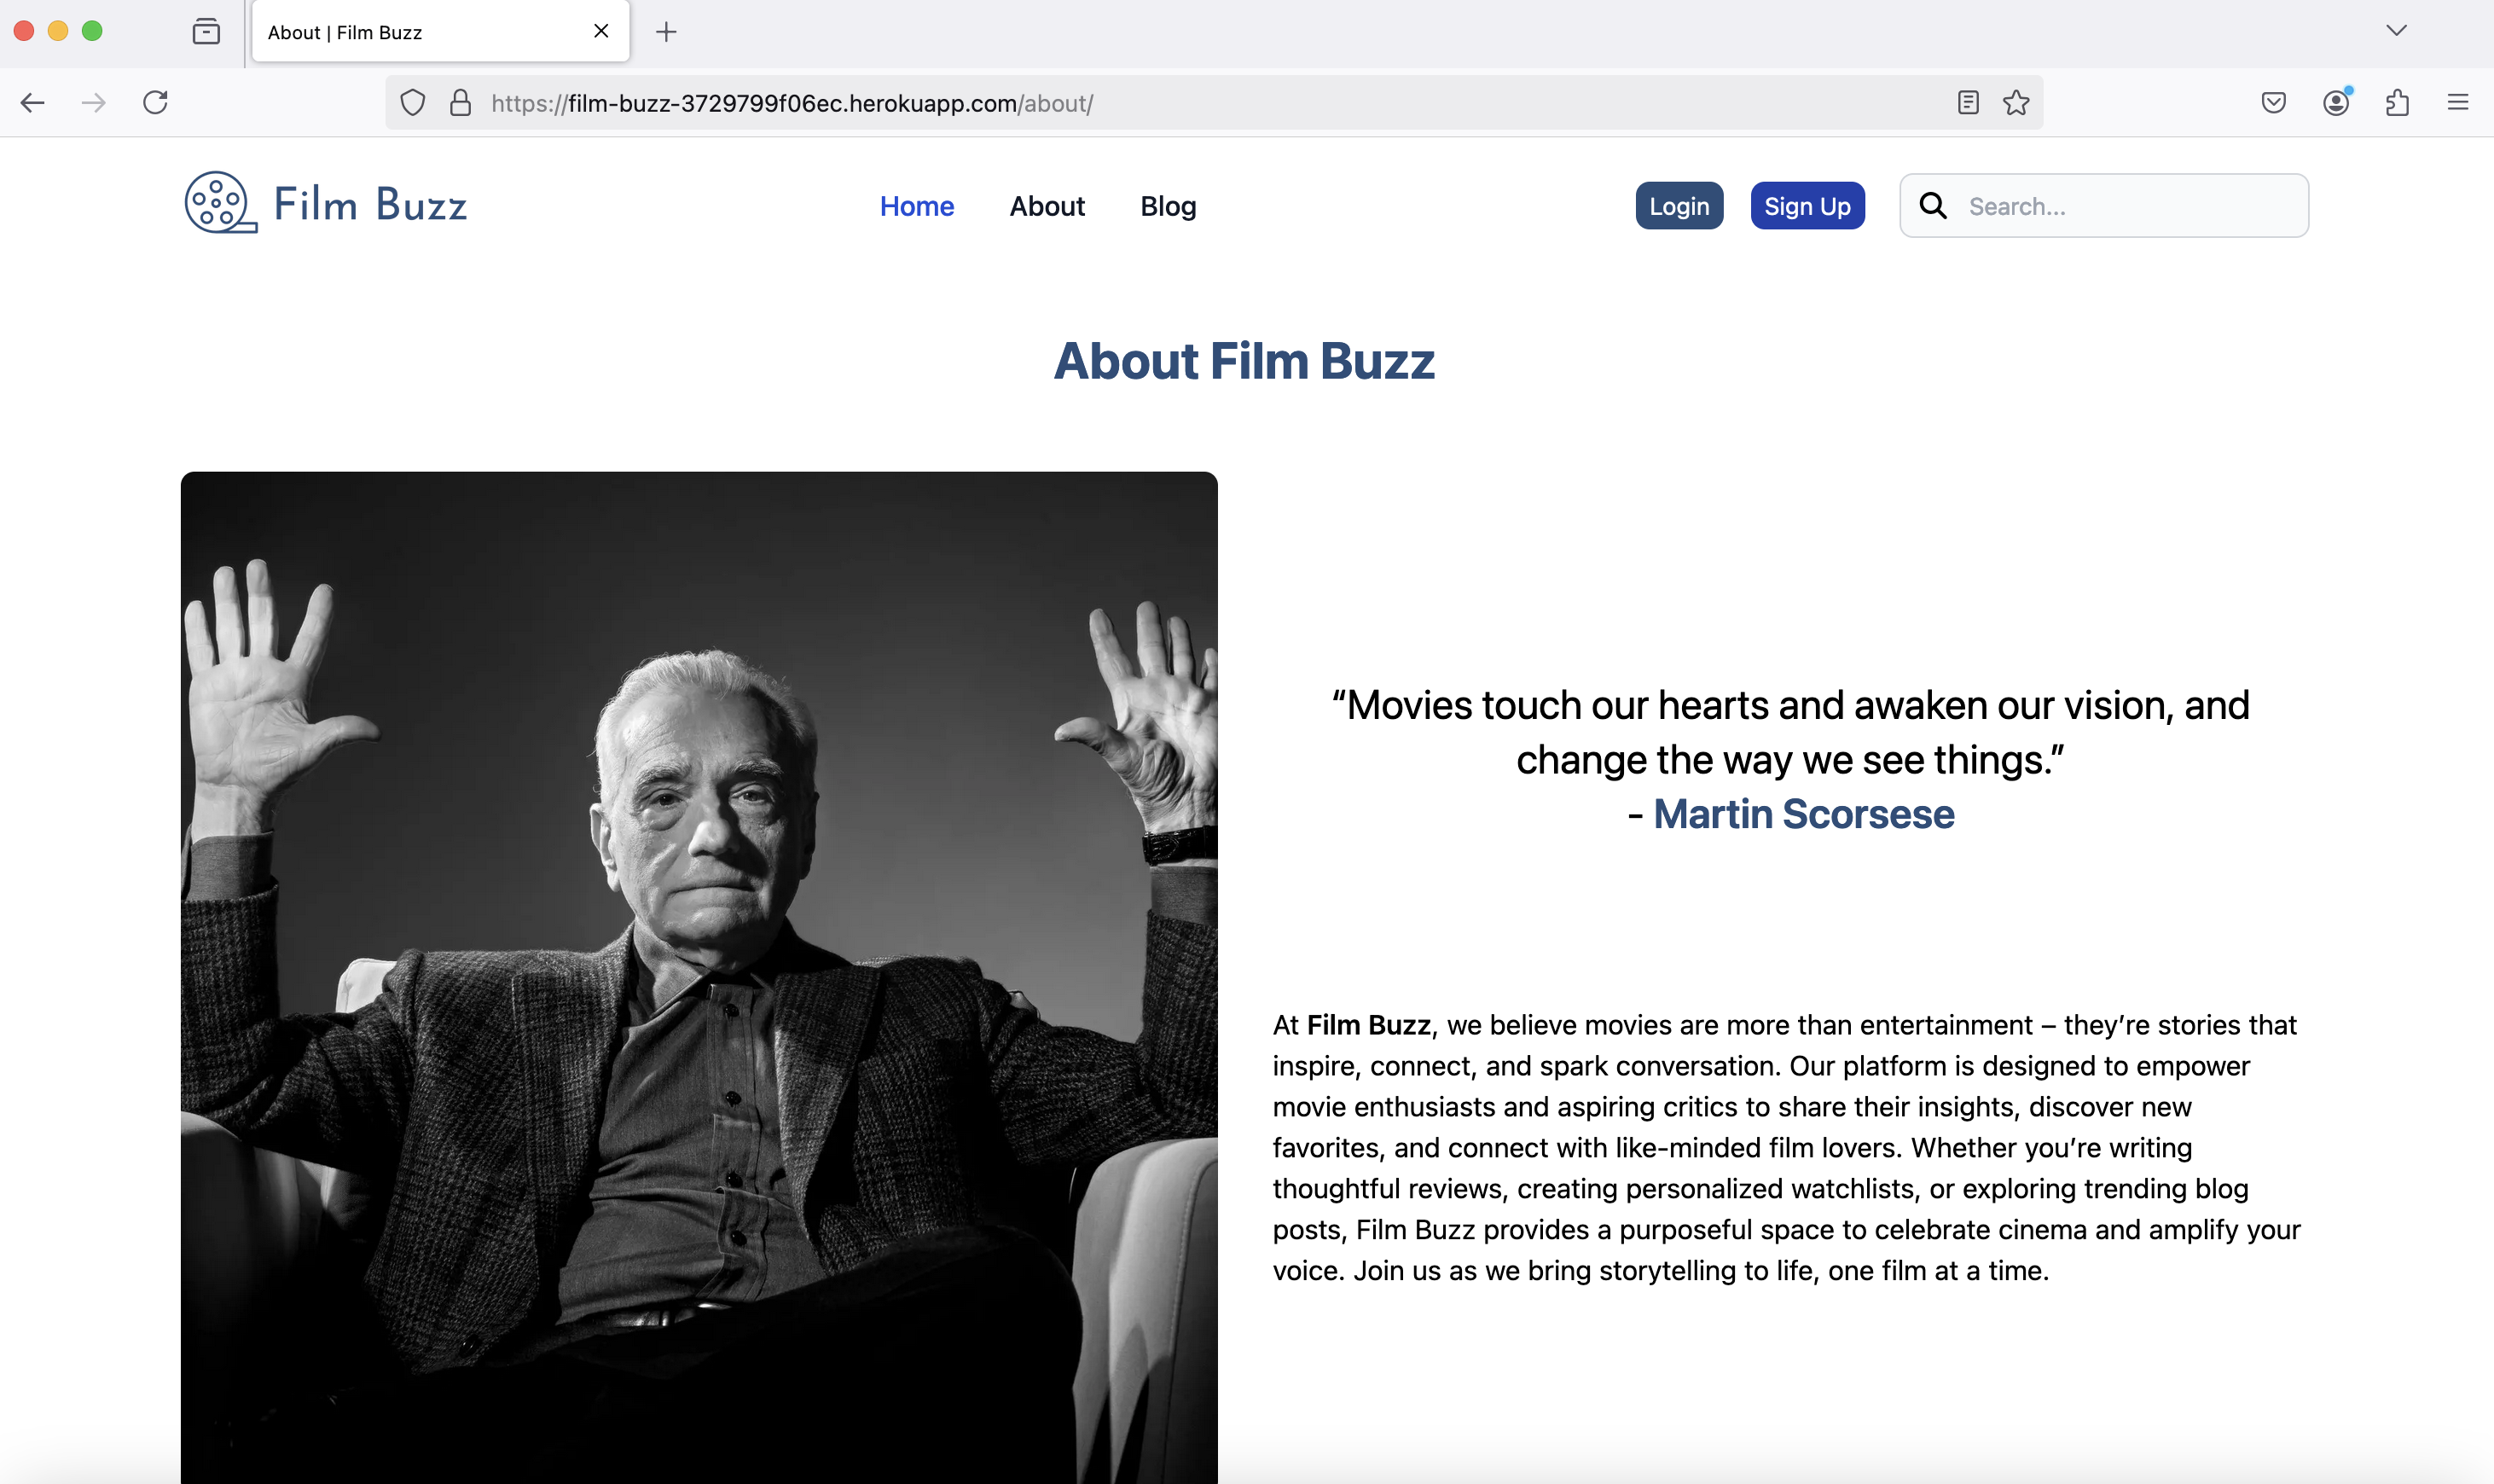 About | Film Buzz
https://film-buzz-3729799f06ec.herokuapp.com/about/
Film Buzz
Home About Blog
Login Sign Up Search...
About Film Buzz
“Movies touch our hearts and awaken our vision, and
change the way we see things.”
- Martin Scorsese
At Film Buzz, we believe movies are more than entertainment – they’re stories that
inspire, connect, and spark conversation. Our platform is designed to empower
movie enthusiasts and aspiring critics to share their insights, discover new
favorites, and connect with like-minded film lovers. Whether you’re writing
thoughtful reviews, creating personalized watchlists, or exploring trending blog
posts, Film Buzz provides a purposeful space to celebrate cinema and amplify your
voice. Join us as we bring storytelling to life, one film at a time.